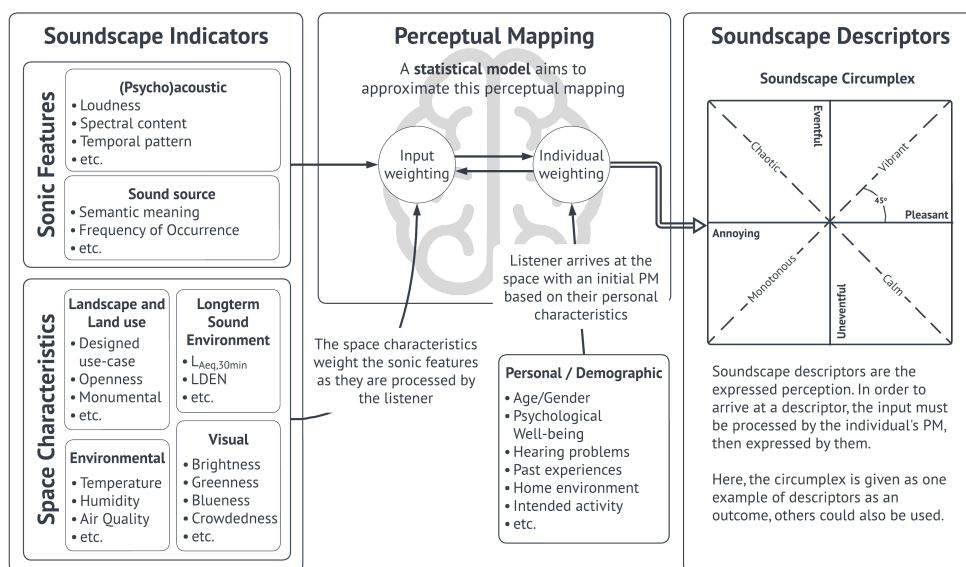 Soundscape Indicators
Sonic Features
(Psycho)acoustic
• Loudness
• Spectral content
• Temporal pattern
• etc.
Sound source
• Semantic meaning
• Frequency of Occurrence
• etc.
Space Characteristics
Landscape and
Land use
• Designed
use-case
• Openness
• Monumental
• etc.
Longterm
Sound
Environment
• LAeq,30min
• LDEN
• etc.
Environmental
• Temperature
• Humidity
• Air Quality
• etc.
Visual
• Brightness
• Greenness
• Blueness
• Crowdedness
• etc.
Perceptual Mapping
A statistical model aims to
approximate this perceptual mapping
Input
weighting
Individual
weighting
The space characteristics
weight the sonic features
as they are processed by
the listener
Listener arrives at the
space with an initial PM
based on their personal
characteristics
Personal / Demographic
• Age/Gender
• Psychological
Well-being
• Hearing problems
• Past experiences
• Home environment
• Intended activity
• etc.
Soundscape Descriptors
Soundscape Circumplex
Eventful
Chaotic
Vibrant
45º
Pleasant
Annoying
Monotonous
Calm
Uneventful
Soundscape descriptors are the
expressed perception. In order to
arrive at a descriptor, the input must
be processed by the individual's PM,
then expressed by them.
Here, the circumplex is given as one
example of descriptors as an
outcome, others could also be used.